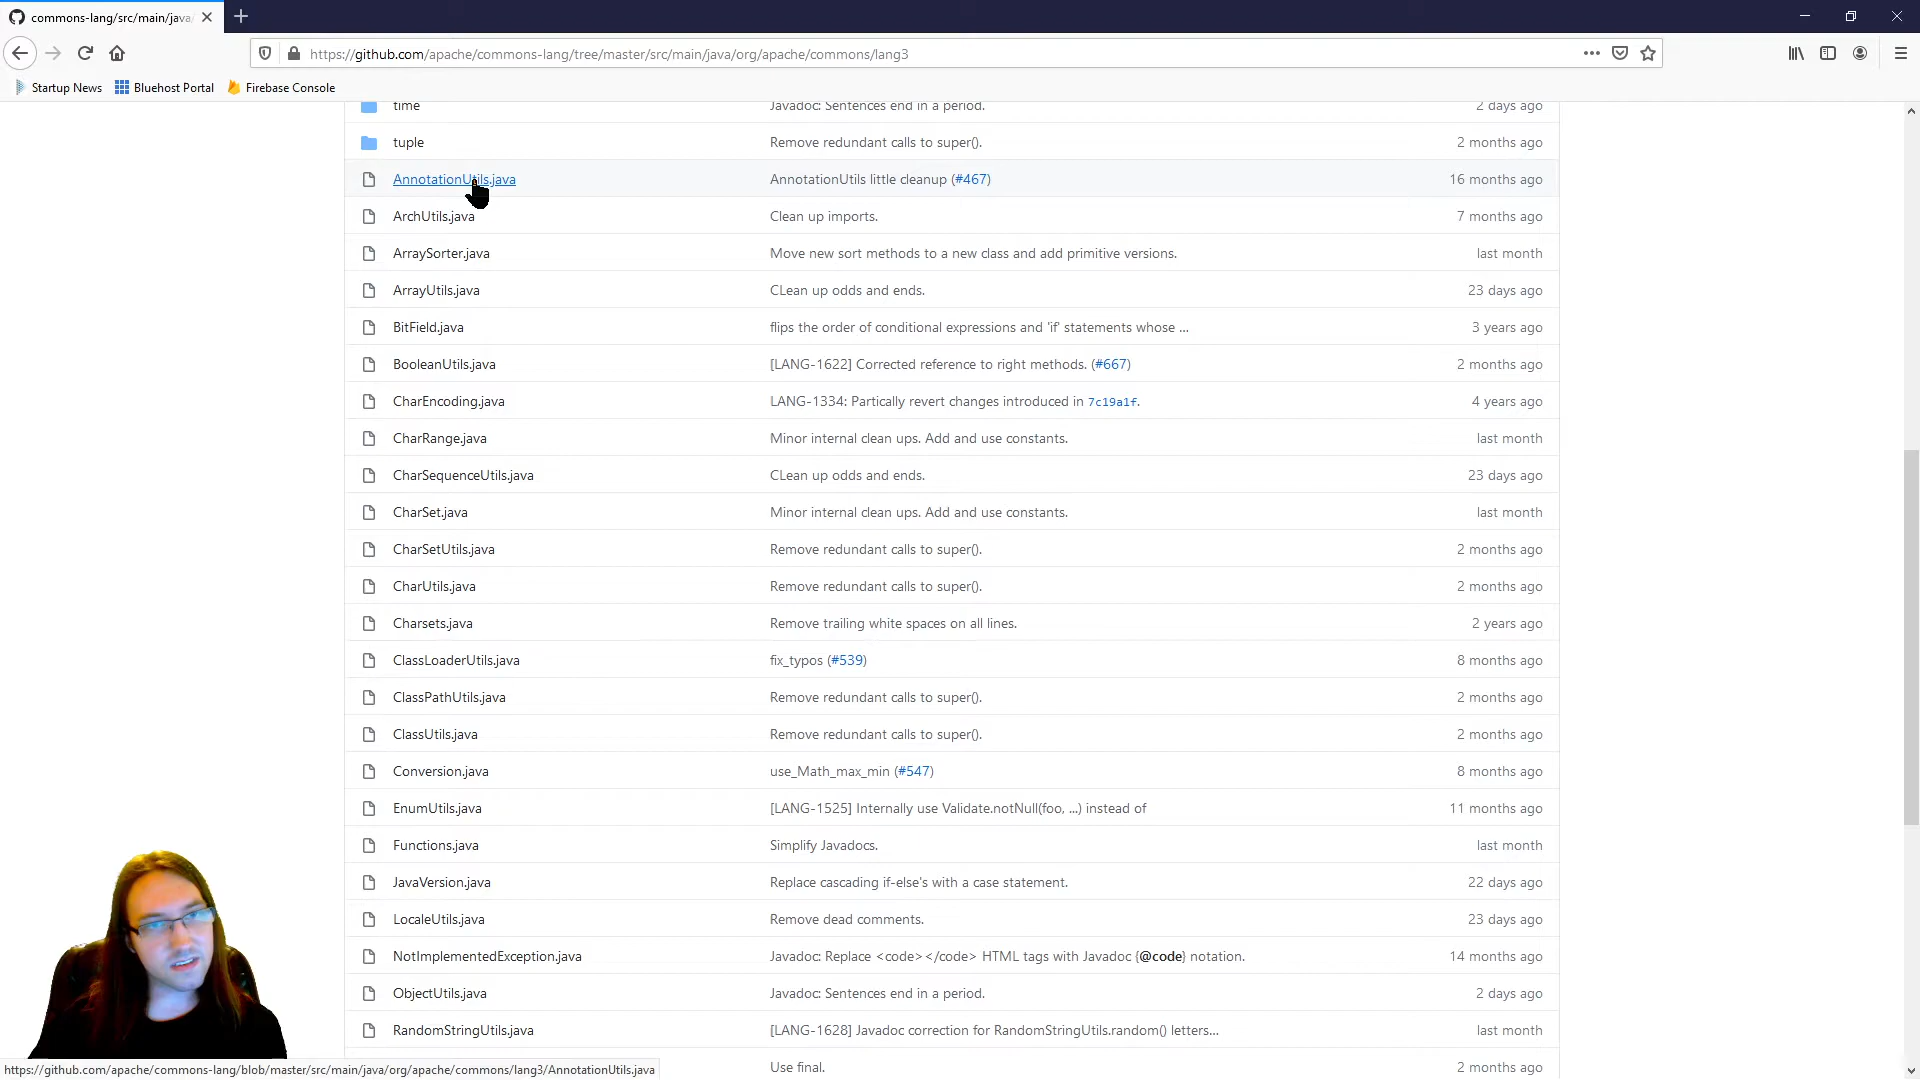 commons-lang/src/main/java/
https://github.com/apache/commons-lang/tree/master/src/main/java/org/apache/commons/lang3
Startup News Bluehost Portal Firebase Console
time Javadoc: Sentences end in a period. 2 days ago
tuple Remove redundant calls to super(). 2 months ago
AnnotationUtils.java AnnotationUtils little cleanup (#467) 16 months ago
ArchUtils.java Clean up imports. 7 months ago
ArraySorter.java Move new sort methods to a new class and add primitive versions. last month
ArrayUtils.java CLean up odds and ends. 23 days ago
BitField.java flips the order of conditional expressions and 'if' statements whose ... 3 years ago
BooleanUtils.java [LANG-1622] Corrected reference to right methods. (#667) 2 months ago
CharEncoding.java LANG-1334: Partically revert changes introduced in 7c19a1f. 4 years ago
CharRange.java Minor internal clean ups. Add and use constants. last month
CharSequenceUtils.java CLean up odds and ends. 23 days ago
CharSet.java Minor internal clean ups. Add and use constants. last month
CharSetUtils.java Remove redundant calls to super(). 2 months ago
CharUtils.java Remove redundant calls to super(). 2 months ago
Charsets.java Remove trailing white spaces on all lines. 2 years ago
ClassLoaderUtils.java fix_typos (#539) 8 months ago
ClassPathUtils.java Remove redundant calls to super(). 2 months ago
ClassUtils.java Remove redundant calls to super(). 2 months ago
Conversion.java use_Math_max_min (#547) 8 months ago
EnumUtils.java [LANG-1525] Internally use Validate.notNull(foo, ...) instead of 11 months ago
Functions.java Simplify Javadocs. last month
JavaVersion.java Replace cascading if-else's with a case statement. 22 days ago
LocaleUtils.java Remove dead comments. 23 days ago
NotImplementedException.java Javadoc: Replace <code></code> HTML tags with Javadoc {@code} notation. 14 months ago
ObjectUtils.java Javadoc: Sentences end in a period. 2 days ago
RandomStringUtils.java [LANG-1628] Javadoc correction for RandomStringUtils.random() letters... last month
Use final. 2 months ago
https://github.com/apache/commons-lang/blob/master/src/main/java/org/apache/commons/lang3/AnnotationUtils.java